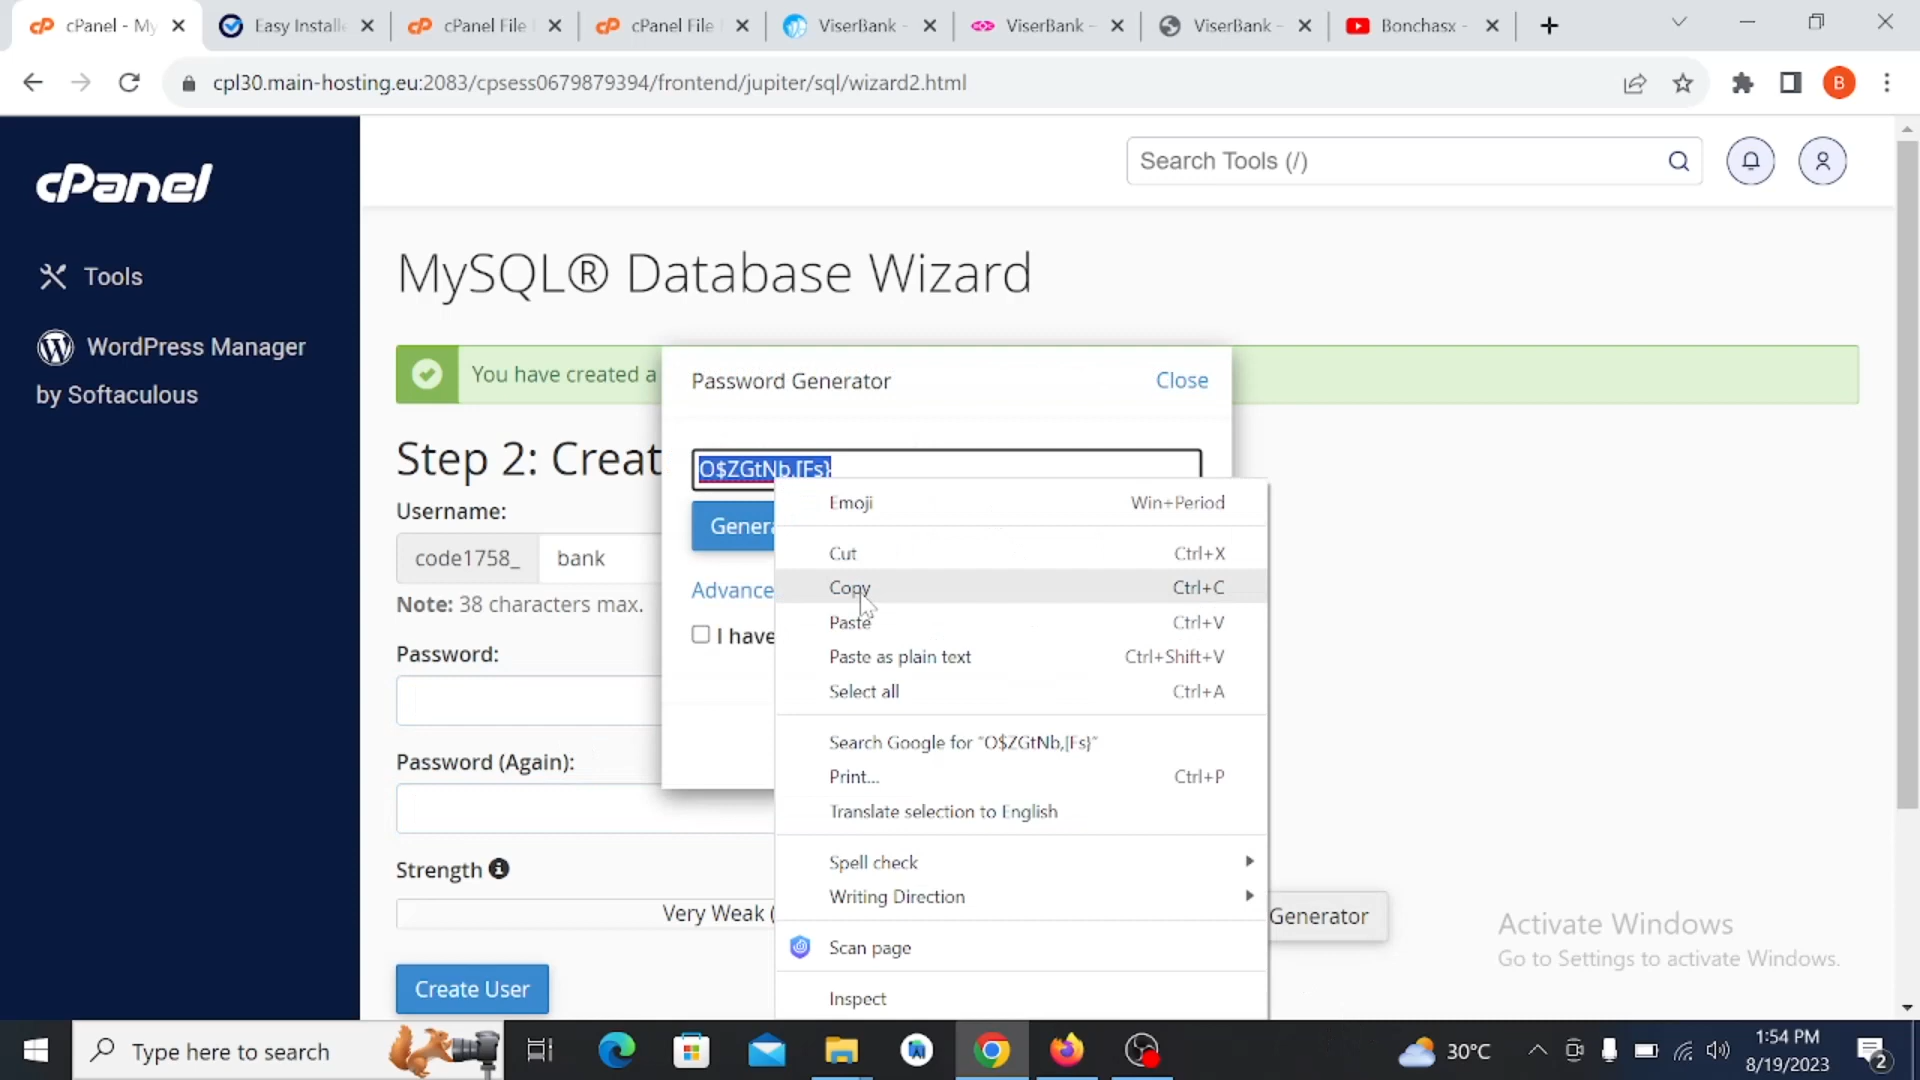 cPanel - My
Easy Installe
cPanel File
cPanel File
ViserBank -
ViserBank -
ViserBank -
Bonchasx -
cpl30.main-hosting.eu:2083/cpsess0679879394/frontend/jupiter/sql/wizard2.html
B
cPanel
Search Tools (/)
Tools
WordPress Manager
by Softaculous
MySQL® Database Wizard
You have created a
Password Generator
Close
O$ZGtNb,[Fs}
Step 2: Creat
Username:
code1758_
bank
Note: 38 characters max.
Password:
Password (Again):
Strength
Very Weak (
Create User
Genera
Advance
I have
Emoji Win+Period
Cut Ctrl+X
Copy Ctrl+C
Paste Ctrl+V
Paste as plain text Ctrl+Shift+V
Select all Ctrl+A
Search Google for "O$ZGtNb,[Fs}"
Print... Ctrl+P
Translate selection to English
Spell check
Writing Direction
Scan page
Inspect
Generator
Activate Windows
Go to Settings to activate Windows.
Type here to search
30°C
1:54 PM
8/19/2023
2